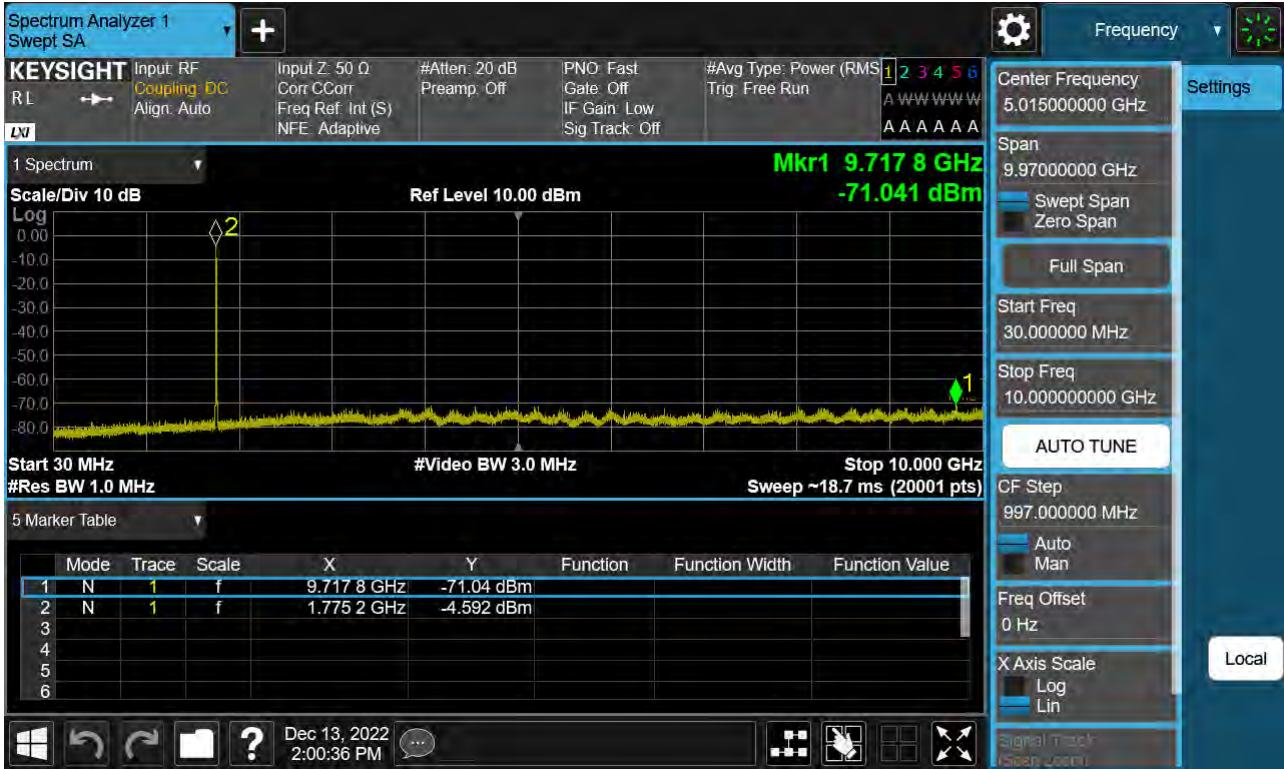 Spectrum Analyzer 1
Swept SA
Frequency
KEYSIGHT
RL
LXI
Input: RF
Coupling: DC
Align: Auto
Input Z: 50 Ω
Corr CCorr
Freq Ref: Int (S)
NFE: Adaptive
#Atten: 20 dB
Preamp: Off
PNO: Fast
Gate: Off
IF Gain: Low
Sig Track: Off
#Avg Type: Power (RMS
Trig: Free Run
1 2 3 4 5 6
A W W W W W
A A A A A A
1 Spectrum
Scale/Div 10 dB
Ref Level 10.00 dBm
Mkr1 9.717 8 GHz
-71.041 dBm
Log
0.00
-10.0
-20.0
-30.0
-40.0
-50.0
-60.0
-70.0
-80.0
2
1
Start 30 MHz
#Video BW 3.0 MHz
Stop 10.000 GHz
#Res BW 1.0 MHz
Sweep ~18.7 ms (20001 pts)
5 Marker Table
Mode Trace Scale X Y Function Function Width Function Value
1 N 1 f 9.717 8 GHz -71.04 dBm
2 N 1 f 1.775 2 GHz -4.592 dBm
3
4
5
6
Dec 13, 2022
2:00:36 PM
Center Frequency
5.015000000 GHz
Settings
Span
9.97000000 GHz
Swept Span
Zero Span
Full Span
Start Freq
30.000000 MHz
Stop Freq
10.000000000 GHz
AUTO TUNE
CF Step
997.000000 MHz
Auto
Man
Freq Offset
0 Hz
X Axis Scale
Log
Lin
Local
Signal Track
(Span Zoom)